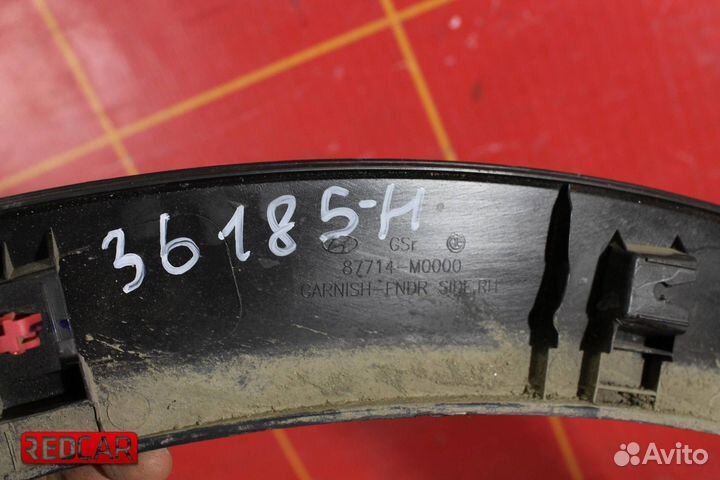 36185-H
GSr
87714-M0000
GARNISH-FNDR SIDE,RH
REDCAR
Avito